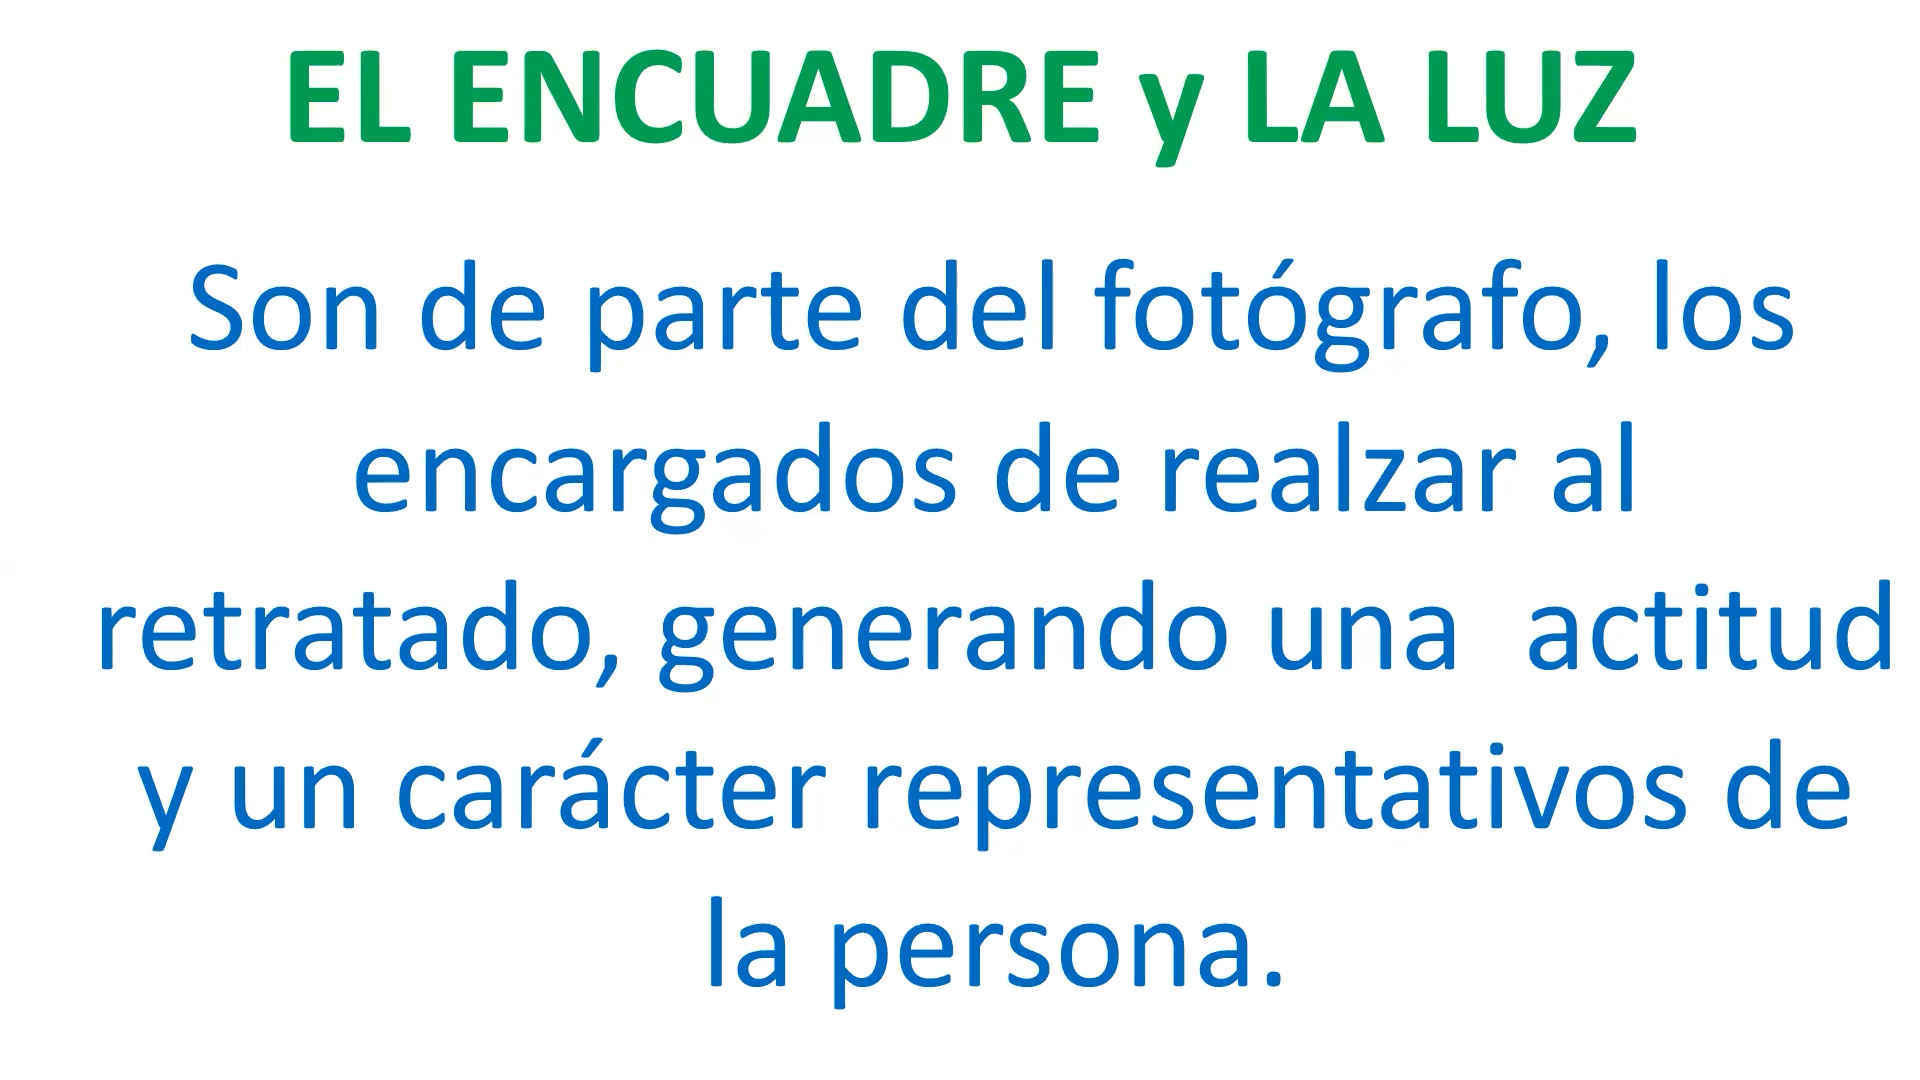 EL ENCUADRE y LA LUZ
Son de parte del fotógrafo, los
encargados de realzar al
retratado, generando una  actitud
y un carácter representativos de
la persona.